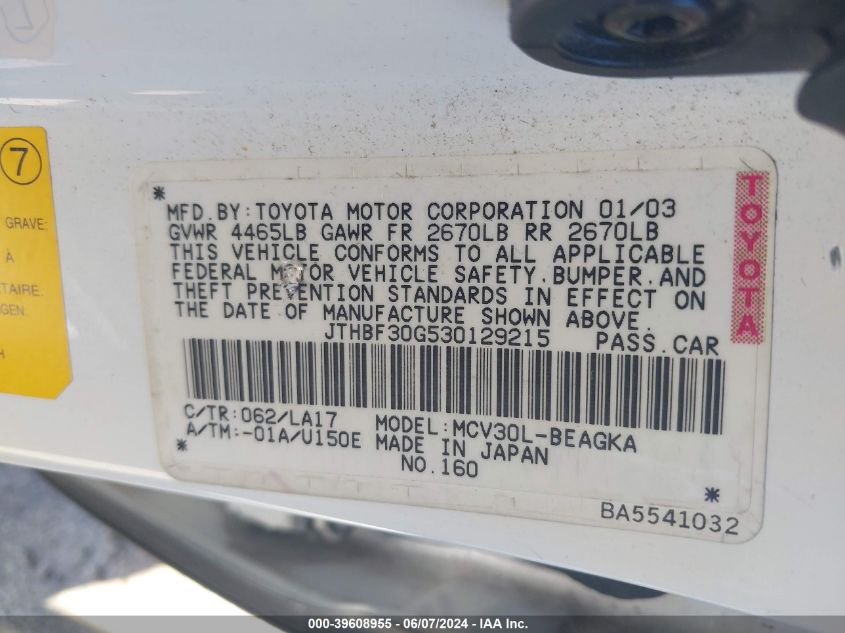 7
GRAVE:
À
TAIRE.
GEN.
H
* MFD.BY:TOYOTA MOTOR CORPORATION 01/03
GVWR 4465LB GAWR FR 2670LB RR 2670LB
THIS VEHICLE CONFORMS TO ALL APPLICABLE
FEDERAL MOTOR VEHICLE SAFETY,BUMPER,AND
THEFT PREVENTION STANDARDS IN EFFECT ON
THE DATE OF MANUFACTURE SHOWN ABOVE.
JTHBF30G530129215 PASS.CAR
C/TR:062/LA17 MODEL:MCV30L-BEAGKA
A/TM:-01A/U150E MADE IN JAPAN
* NO.160 *
BA5541032
TOYOTA
000-39608955 - 06/07/2024 - IAA, Inc.